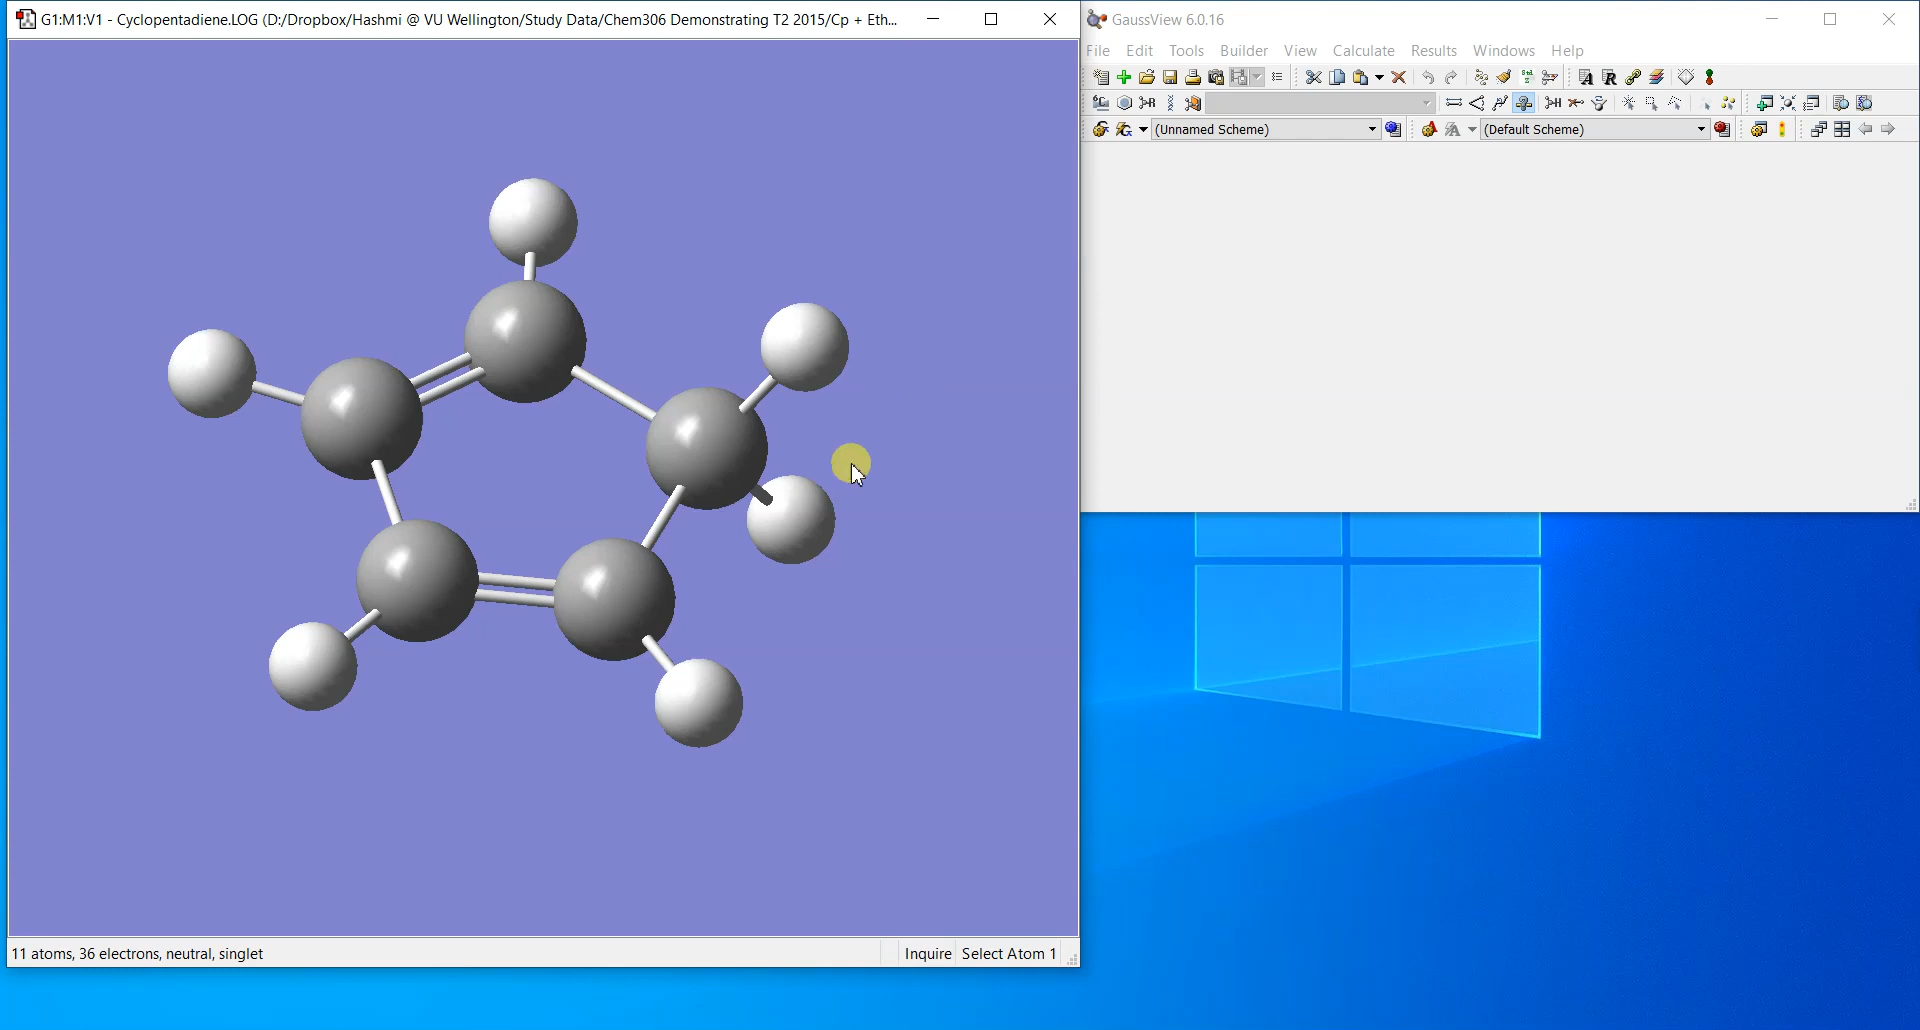 G1:M1:V1 - Cyclopentadiene.LOG (D:/Dropbox/Hashmi @ VU Wellington/Study Data/Chem306 Demonstrating T2 2015/Cp + Eth...
GaussView 6.0.16
File Edit Tools Builder View Calculate Results Windows Help
(Unnamed Scheme) (Default Scheme)
11 atoms, 36 electrons, neutral, singlet
Inquire Select Atom 1